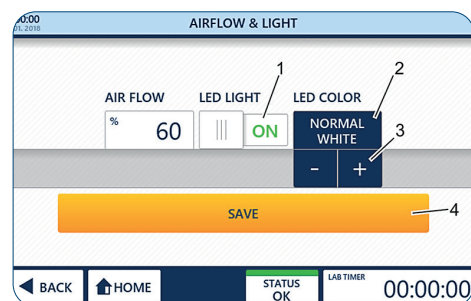 :00:00
01, 2018
AIRFLOW & LIGHT
1
2
AIR FLOW
LED LIGHT
LED COLOR
% 60
ON
NORMAL
WHITE
3
- +
SAVE
4
BACK
HOME
STATUS
OK
LAB TIMER
00:00:00